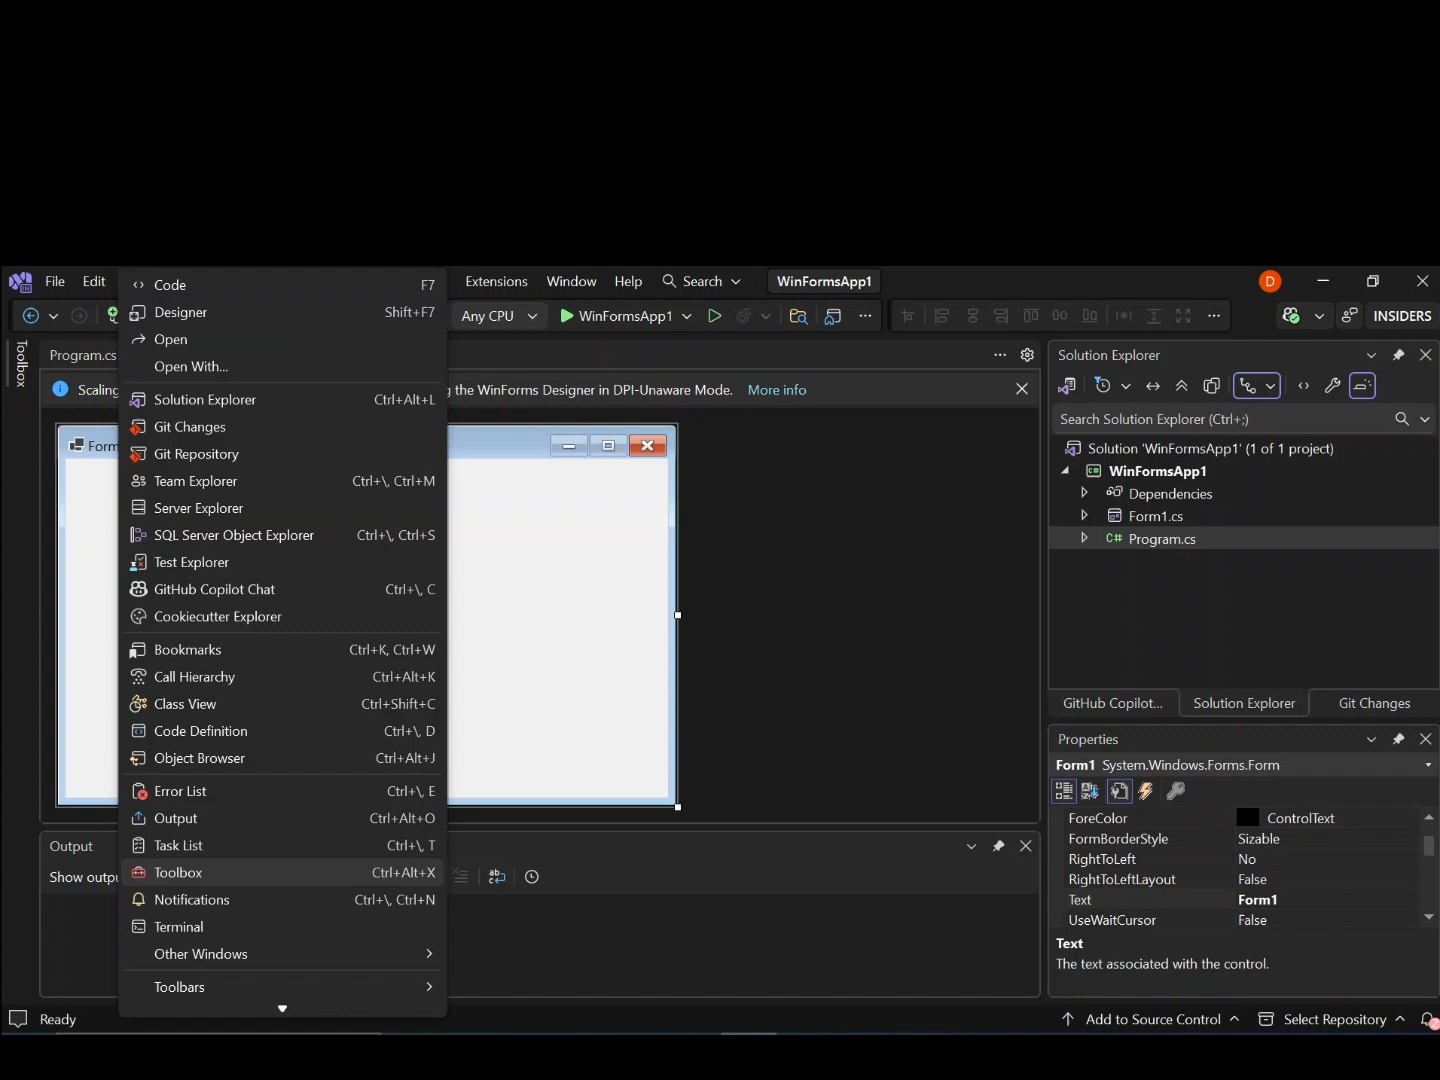 File Edit Extensions Window Help Search WinFormsApp1 D
Any CPU WinFormsApp1 INSIDERS
Code F7
Designer Shift+F7
Open
Open With...
Solution Explorer Ctrl+Alt+L
Git Changes
Git Repository
Team Explorer Ctrl+\, Ctrl+M
Server Explorer
SQL Server Object Explorer Ctrl+\, Ctrl+S
Test Explorer
GitHub Copilot Chat Ctrl+\, C
Cookiecutter Explorer
Bookmarks Ctrl+K, Ctrl+W
Call Hierarchy Ctrl+Alt+K
Class View Ctrl+Shift+C
Code Definition Ctrl+\, D
Object Browser Ctrl+Alt+J
Error List Ctrl+\, E
Output Ctrl+Alt+O
Task List Ctrl+\, T
Toolbox Ctrl+Alt+X
Notifications Ctrl+\, Ctrl+N
Terminal
Other Windows
Toolbars
Toolbox
Program.cs
Scaling g the WinForms Designer in DPI-Unaware Mode. More info
Form
Output
Show outpu
Solution Explorer
Search Solution Explorer (Ctrl+;)
Solution 'WinFormsApp1' (1 of 1 project)
WinFormsApp1
Dependencies
Form1.cs
C# Program.cs
GitHub Copilot... Solution Explorer Git Changes
Properties
Form1 System.Windows.Forms.Form
ForeColor ControlText
FormBorderStyle Sizable
RightToLeft No
RightToLeftLayout False
Text Form1
UseWaitCursor False
Text
The text associated with the control.
Ready Add to Source Control Select Repository